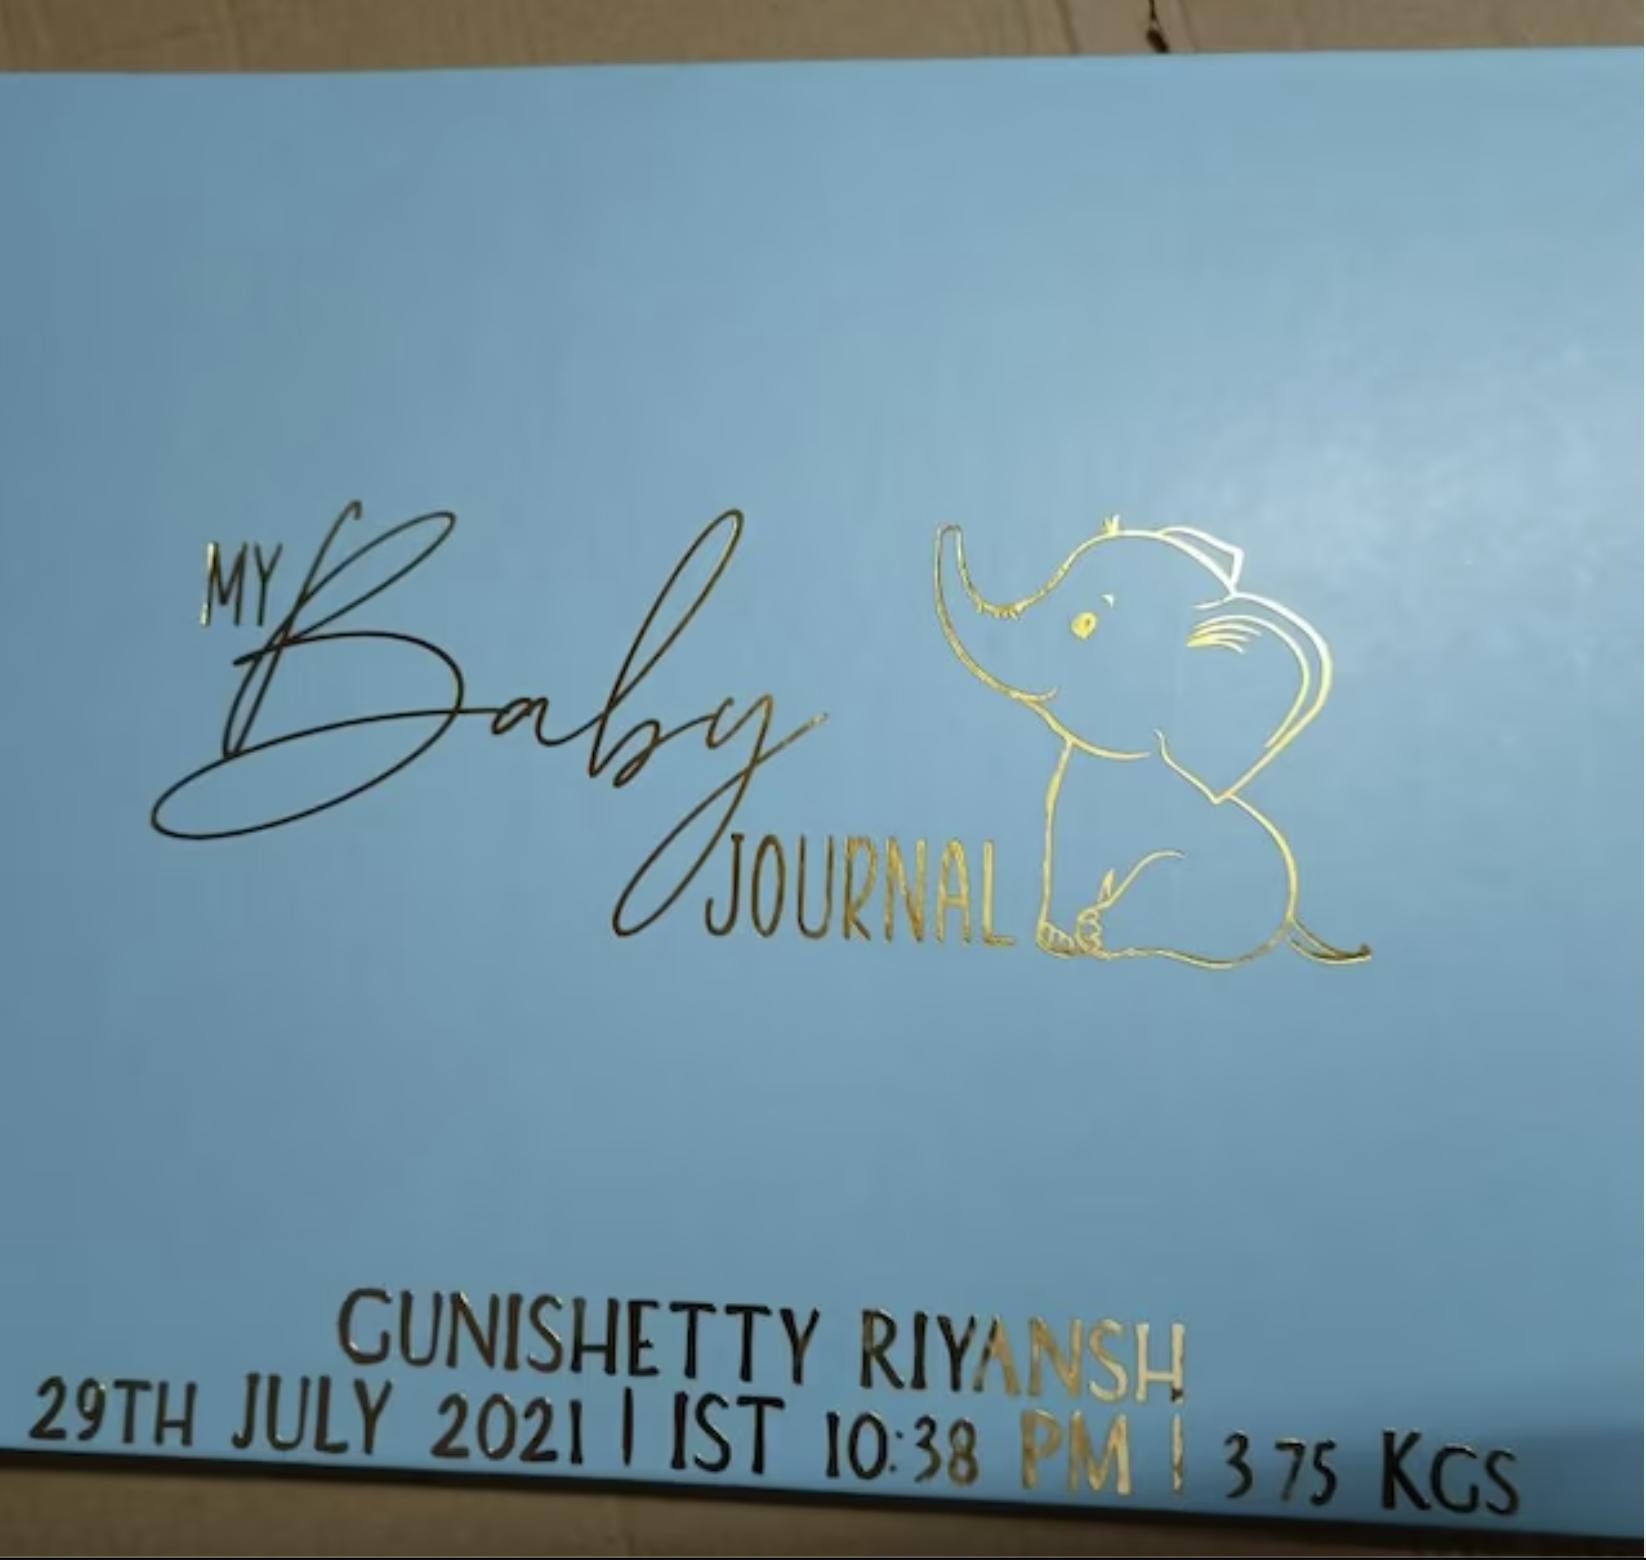 MY
Baby
JOURNAL
GUNISHETTY RIYANSH
29TH JULY 2021 | IST 10:38 PM | 3 75 KGS